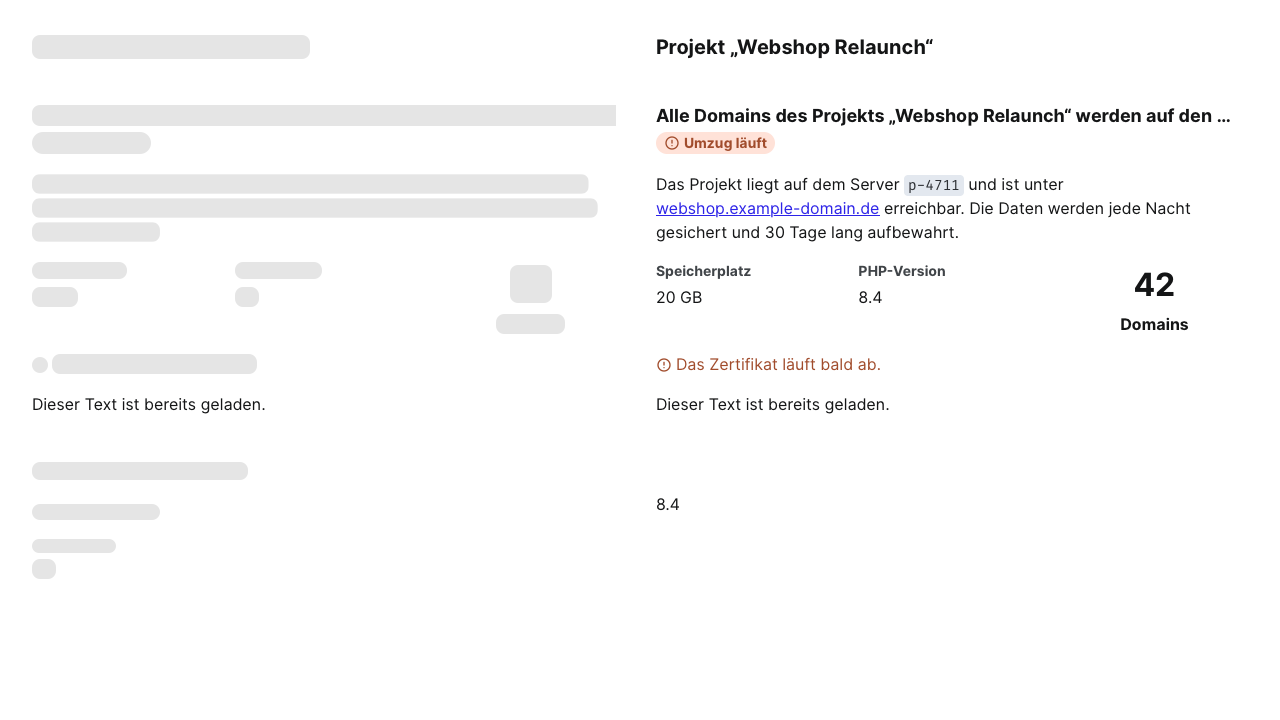 Projekt „Webshop Relaunch“
Alle Domains des Projekts „Webshop Relaunch“ werden auf den ...
Umzug läuft
Das Projekt liegt auf dem Server p-4711 und ist unter
webshop.example-domain.de erreichbar. Die Daten werden jede Nacht
gesichert und 30 Tage lang aufbewahrt.
Speicherplatz
20 GB
PHP-Version
8.4
42
Domains
Das Zertifikat läuft bald ab.
Dieser Text ist bereits geladen.
Dieser Text ist bereits geladen.
8.4